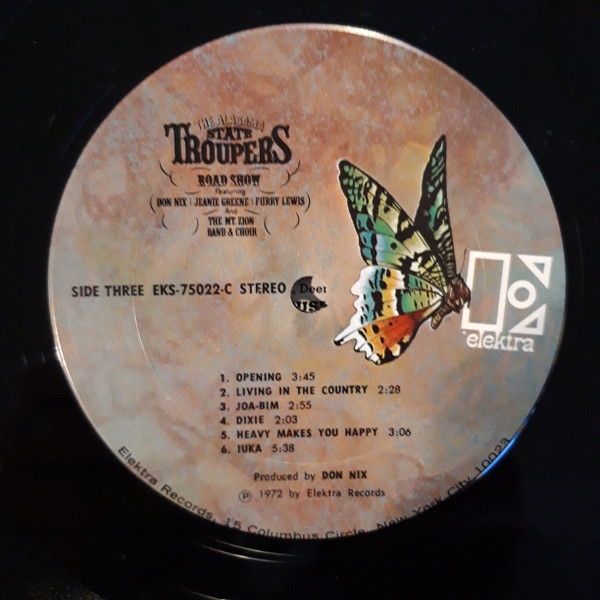 THE ALABAMA
STATE
TROUPERS
ROAD SHOW
Featuring
DON NIX | JEANIE GREENE | FURRY LEWIS
And
THE MT. ZION
BAND & CHOIR
SIDE THREE EKS-75022-C STEREO
elektra
1. OPENING 3:45
2. LIVING IN THE COUNTRY 2:28
3. JOA-BIM 2:55
4. DIXIE 2:03
5. HEAVY MAKES YOU HAPPY 3:06
6. IUKA 5:38
Produced by DON NIX
Ⓟ 1972 by Elektra Records
Elektra Records, 15 Columbus Circle, New York City 10023